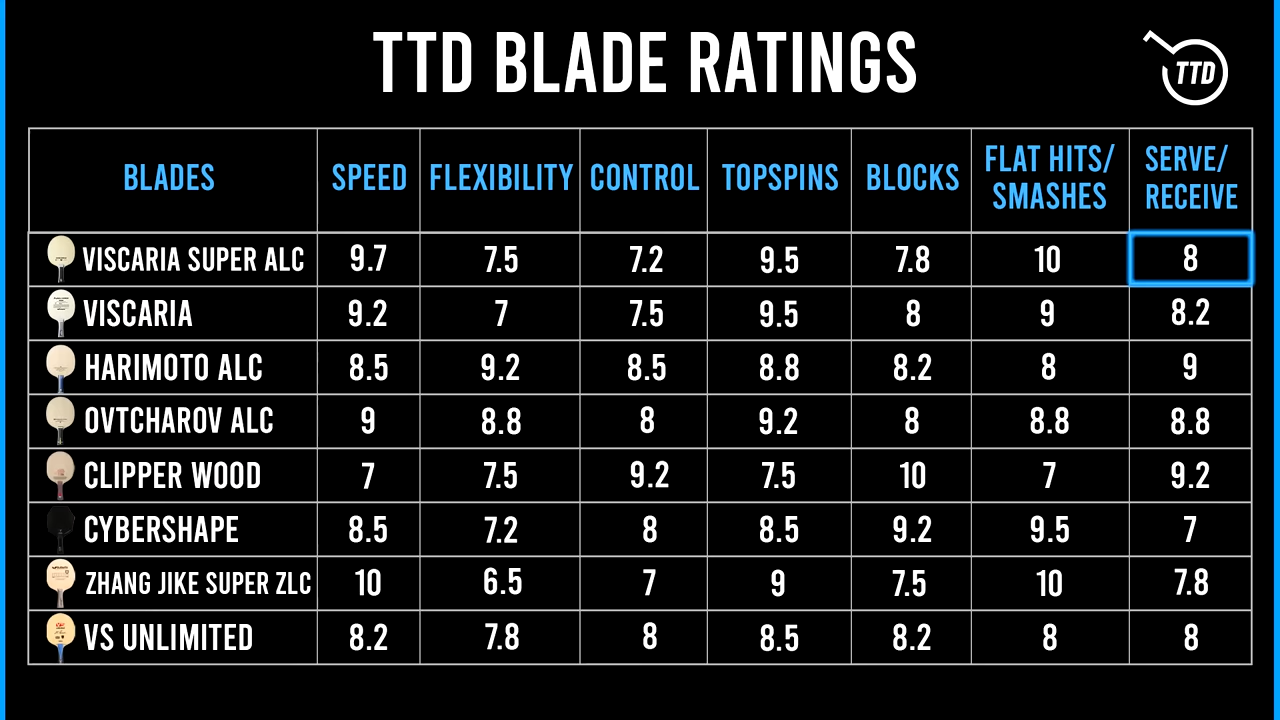 TTD BLADE RATINGS
TTD
BLADES SPEED FLEXIBILITY CONTROL TOPSPINS BLOCKS FLAT HITS/ SMASHES SERVE/ RECEIVE
VISCARIA SUPER ALC 9.7 7.5 7.2 9.5 7.8 10 8
VISCARIA 9.2 7 7.5 9.5 8 9 8.2
HARIMOTO ALC 8.5 9.2 8.5 8.8 8.2 8 9
OVTCHAROV ALC 9 8.8 8 9.2 8 8.8 8.8
CLIPPER WOOD 7 7.5 9.2 7.5 10 7 9.2
CYBERSHAPE 8.5 7.2 8 8.5 9.2 9.5 7
ZHANG JIKE SUPER ZLC 10 6.5 7 9 7.5 10 7.8
VS UNLIMITED 8.2 7.8 8 8.5 8.2 8 8